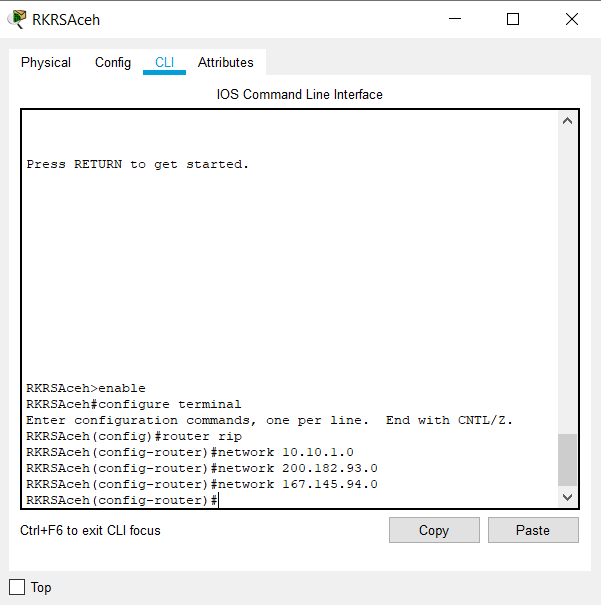 RKRSAceh
Physical Config CLI Attributes
IOS Command Line Interface
Press RETURN to get started.
RKRSAceh>enable
RKRSAceh#configure terminal
Enter configuration commands, one per line.  End with CNTL/Z.
RKRSAceh(config)#router rip
RKRSAceh(config-router)#network 10.10.1.0
RKRSAceh(config-router)#network 200.182.93.0
RKRSAceh(config-router)#network 167.145.94.0
RKRSAceh(config-router)#
Ctrl+F6 to exit CLI focus Copy Paste
Top